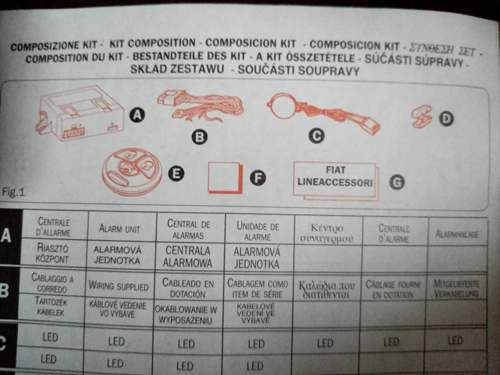 COMPOSIZIONE KIT - KIT COMPOSITION - COMPOSICION KIT - COMPOSICION KIT - ΣΥΝΘΕΣΗ ΣΕΤ -
COMPOSITION DU KIT - BESTANDTEILE DES KIT - A KIT ÖSSZETÉTELE - SÚČÁSTI SÚPRAVY -
SKŁAD ZESTAWU - SOUČÁSTI SOUPRAVY
A
B
C
D
E
F
FIAT
LINEACCESSORI
G
Fig.1
A
CENTRALE D'ALLARME
ALARM UNIT
CENTRAL DE ALARMAS
UNIDADE DE ALARME
Κέντρο συναγερμού
CENTRALE D'ALARME
ALARMANLAGE
RIASZTÓ KÖZPONT
ALARMOVÁ JEDNOTKA
CENTRALA ALARMOWA
ALARMOVÁ JEDNOTKA
B
CABLAGGIO A CORREDO
WIRING SUPPLIED
CABLEADO EN DOTACIÓN
CABLAGEM COMO ITEM DE SÉRIE
Καλώδια που διατίθενται
CÂBLAGE FOURNI EN DOTATION
MITGELIEFERTE VERKABELUNG
TARTOZÉK KÁBELEK
KÁBLOVÉ VEDENIE VO VÝBAVE
OKABLOWANIE W WYPOSAŻENIU
KABELOVÉ VEDENÍ VE VÝBAVĚ
C
LED
LED
LED
LED
LED
LED
LED
LED
LED
LED
LED